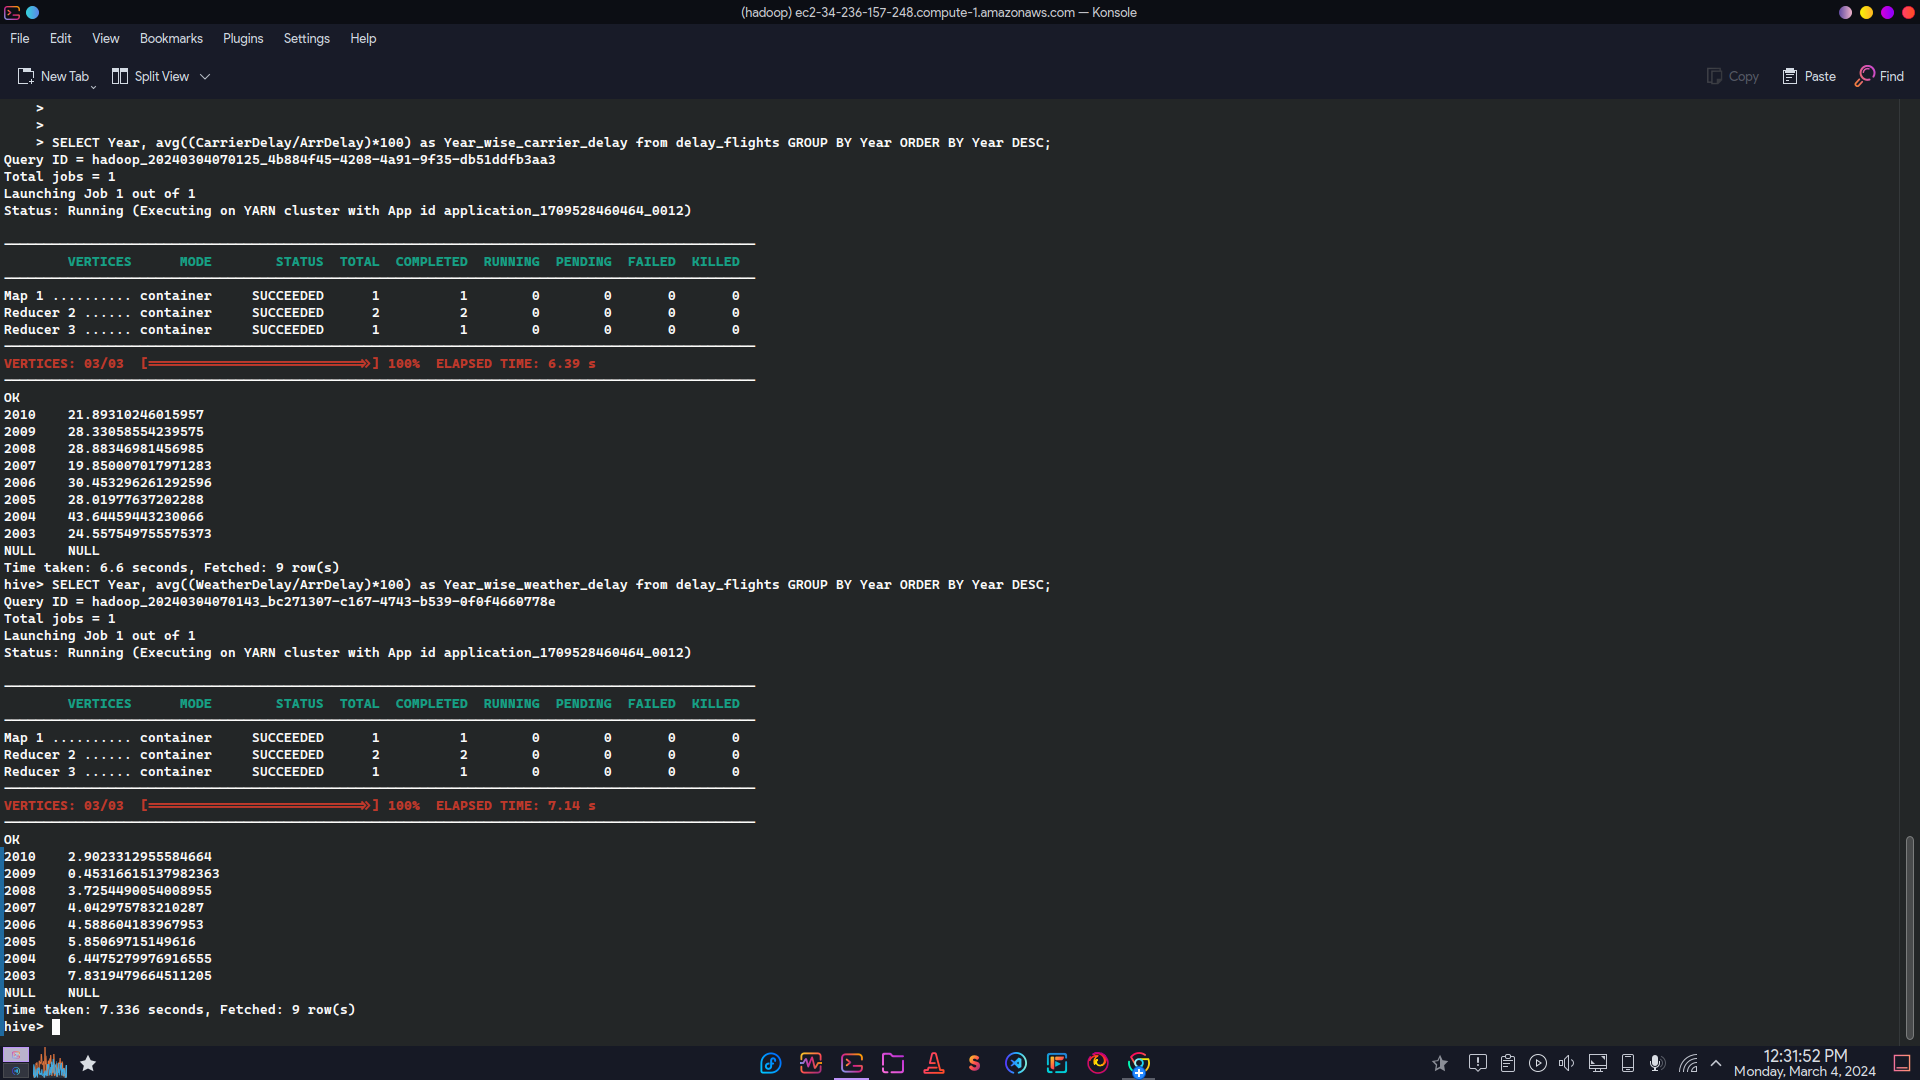 (hadoop) ec2-34-236-157-248.compute-1.amazonaws.com — Konsole
File Edit View Bookmarks Plugins Settings Help
New Tab Split View Copy Paste Find
>
>
> SELECT Year, avg((CarrierDelay/ArrDelay)*100) as Year_wise_carrier_delay from delay_flights GROUP BY Year ORDER BY Year DESC;
Query ID = hadoop_20240304070125_4b884f45-4208-4a91-9f35-db51ddfb3aa3
Total jobs = 1
Launching Job 1 out of 1
Status: Running (Executing on YARN cluster with App id application_1709528460464_0012)
VERTICES MODE STATUS TOTAL COMPLETED RUNNING PENDING FAILED KILLED
Map 1 .......... container SUCCEEDED 1 1 0 0 0 0
Reducer 2 ...... container SUCCEEDED 2 2 0 0 0 0
Reducer 3 ...... container SUCCEEDED 1 1 0 0 0 0
VERTICES: 03/03 [==========================>>] 100% ELAPSED TIME: 6.39 s
OK
2010 21.89310246015957
2009 28.33058554239575
2008 28.88346981456985
2007 19.850007017971283
2006 30.453296261292596
2005 28.01977637202288
2004 43.64459443230066
2003 24.557549755575373
NULL NULL
Time taken: 6.6 seconds, Fetched: 9 row(s)
hive> SELECT Year, avg((WeatherDelay/ArrDelay)*100) as Year_wise_weather_delay from delay_flights GROUP BY Year ORDER BY Year DESC;
Query ID = hadoop_20240304070143_bc271307-c167-4743-b539-0f0f4660778e
Total jobs = 1
Launching Job 1 out of 1
Status: Running (Executing on YARN cluster with App id application_1709528460464_0012)
VERTICES MODE STATUS TOTAL COMPLETED RUNNING PENDING FAILED KILLED
Map 1 .......... container SUCCEEDED 1 1 0 0 0 0
Reducer 2 ...... container SUCCEEDED 2 2 0 0 0 0
Reducer 3 ...... container SUCCEEDED 1 1 0 0 0 0
VERTICES: 03/03 [==========================>>] 100% ELAPSED TIME: 7.14 s
OK
2010 2.9023312955584664
2009 0.45316615137982363
2008 3.7254490054008955
2007 4.042975783210287
2006 4.588604183967953
2005 5.85069715149616
2004 6.4475279976916555
2003 7.8319479664511205
NULL NULL
Time taken: 7.336 seconds, Fetched: 9 row(s)
hive>
12:31:52 PM
Monday, March 4, 2024